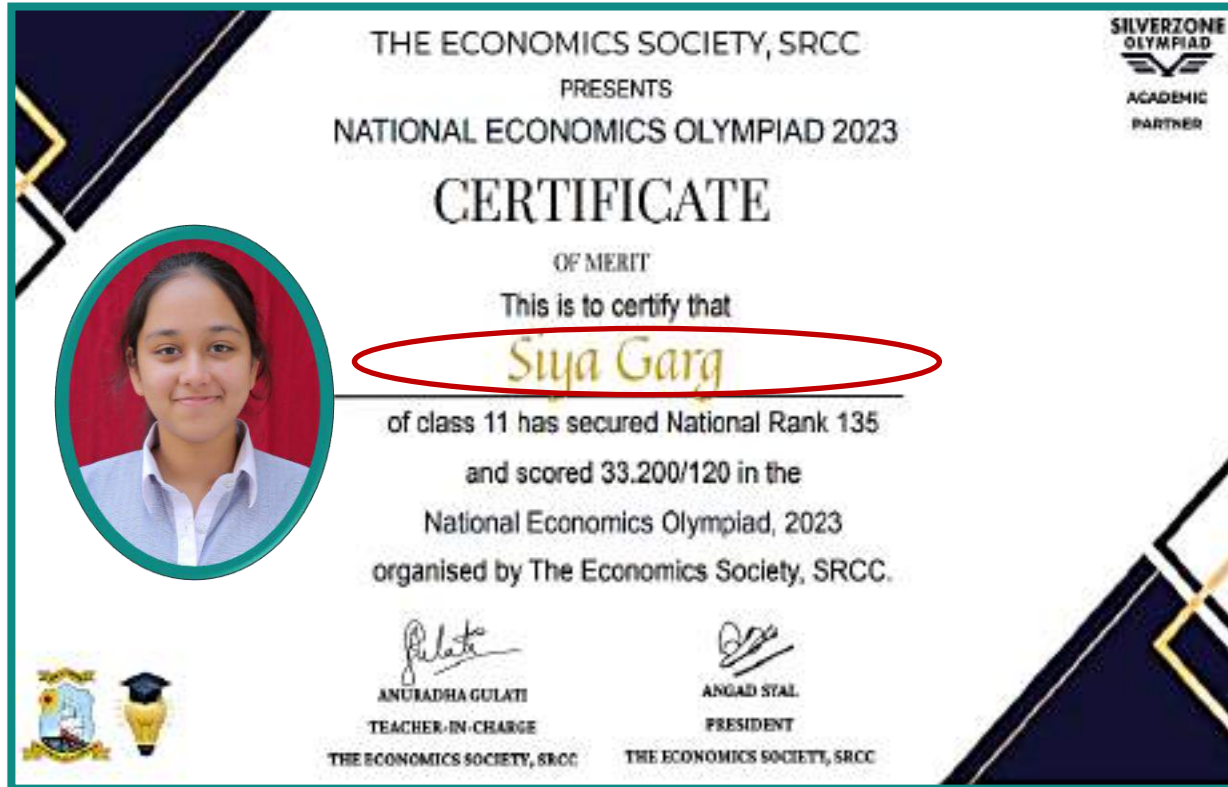 THE ECONOMICS SOCIETY, SRCC
PRESENTS
NATIONAL ECONOMICS OLYMPIAD 2023
SILVERZONE
OLYMPIAD
ACADEMIC
PARTNER
CERTIFICATE
OF MERIT
This is to certify that
Siya Garg
of class 11 has secured National Rank 135
and scored 33.200/120 in the
National Economics Olympiad, 2023
organised by The Economics Society, SRCC.
Gulati
ANURADHA GULATI
TEACHER-IN-CHARGE
THE ECONOMICS SOCIETY, SRCC
ANGAD SYAL
PRESIDENT
THE ECONOMICS SOCIETY, SRCC